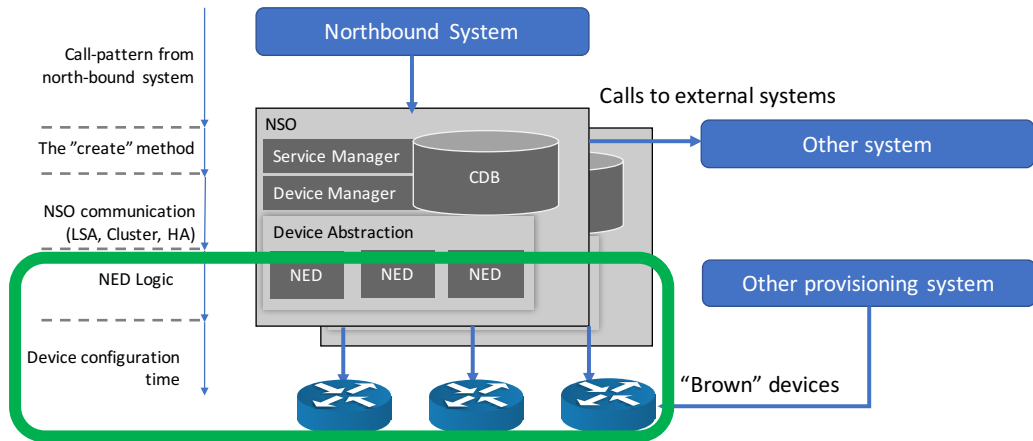 Northbound System
Call-pattern from
north-bound system
Calls to external systems
NSO
The ”create” method
Service Manager
CDB
Other system
Device Manager
NSO communication
(LSA, Cluster, HA)
Device Abstraction
NED Logic
NED
NED
NED
Other provisioning system
Device configuration
time
“Brown” devices